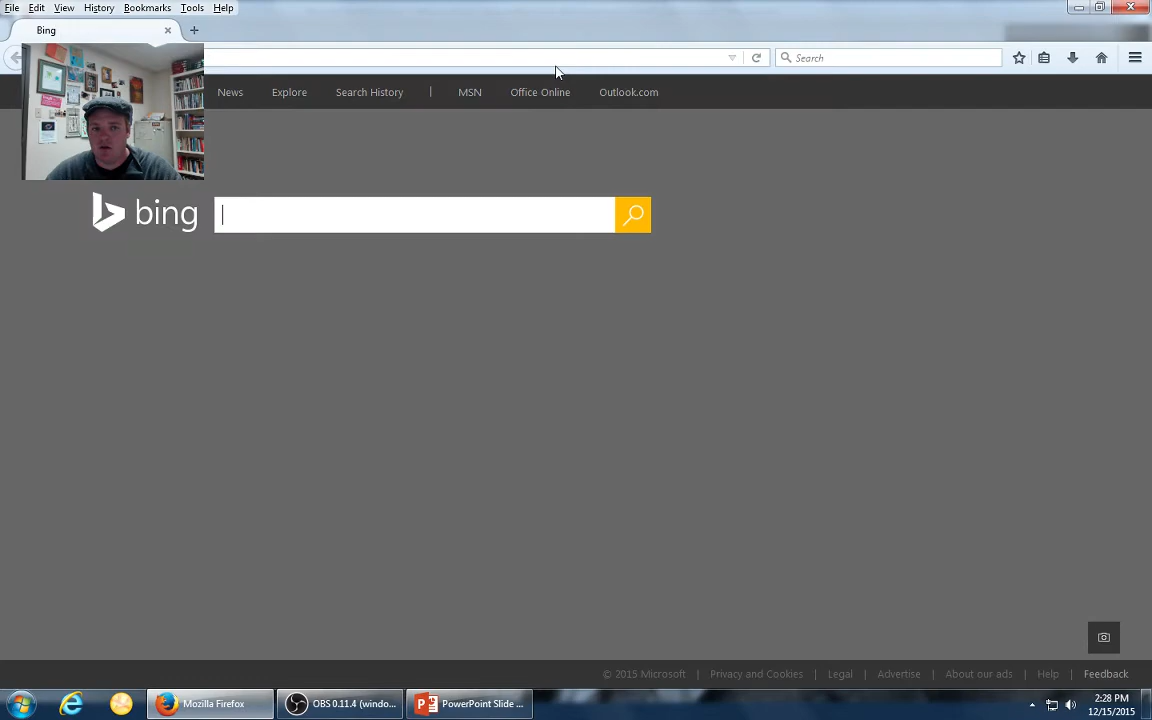 File Edit View History Bookmarks Tools Help
Bing
Search
News Explore Search History | MSN Office Online Outlook.com
bing
© 2015 Microsoft | Privacy and Cookies | Legal | Advertise | About our ads | Help | Feedback
Mozilla Firefox
OBS 0.11.4 (windo...
PowerPoint Slide ...
2:28 PM
12/15/2015